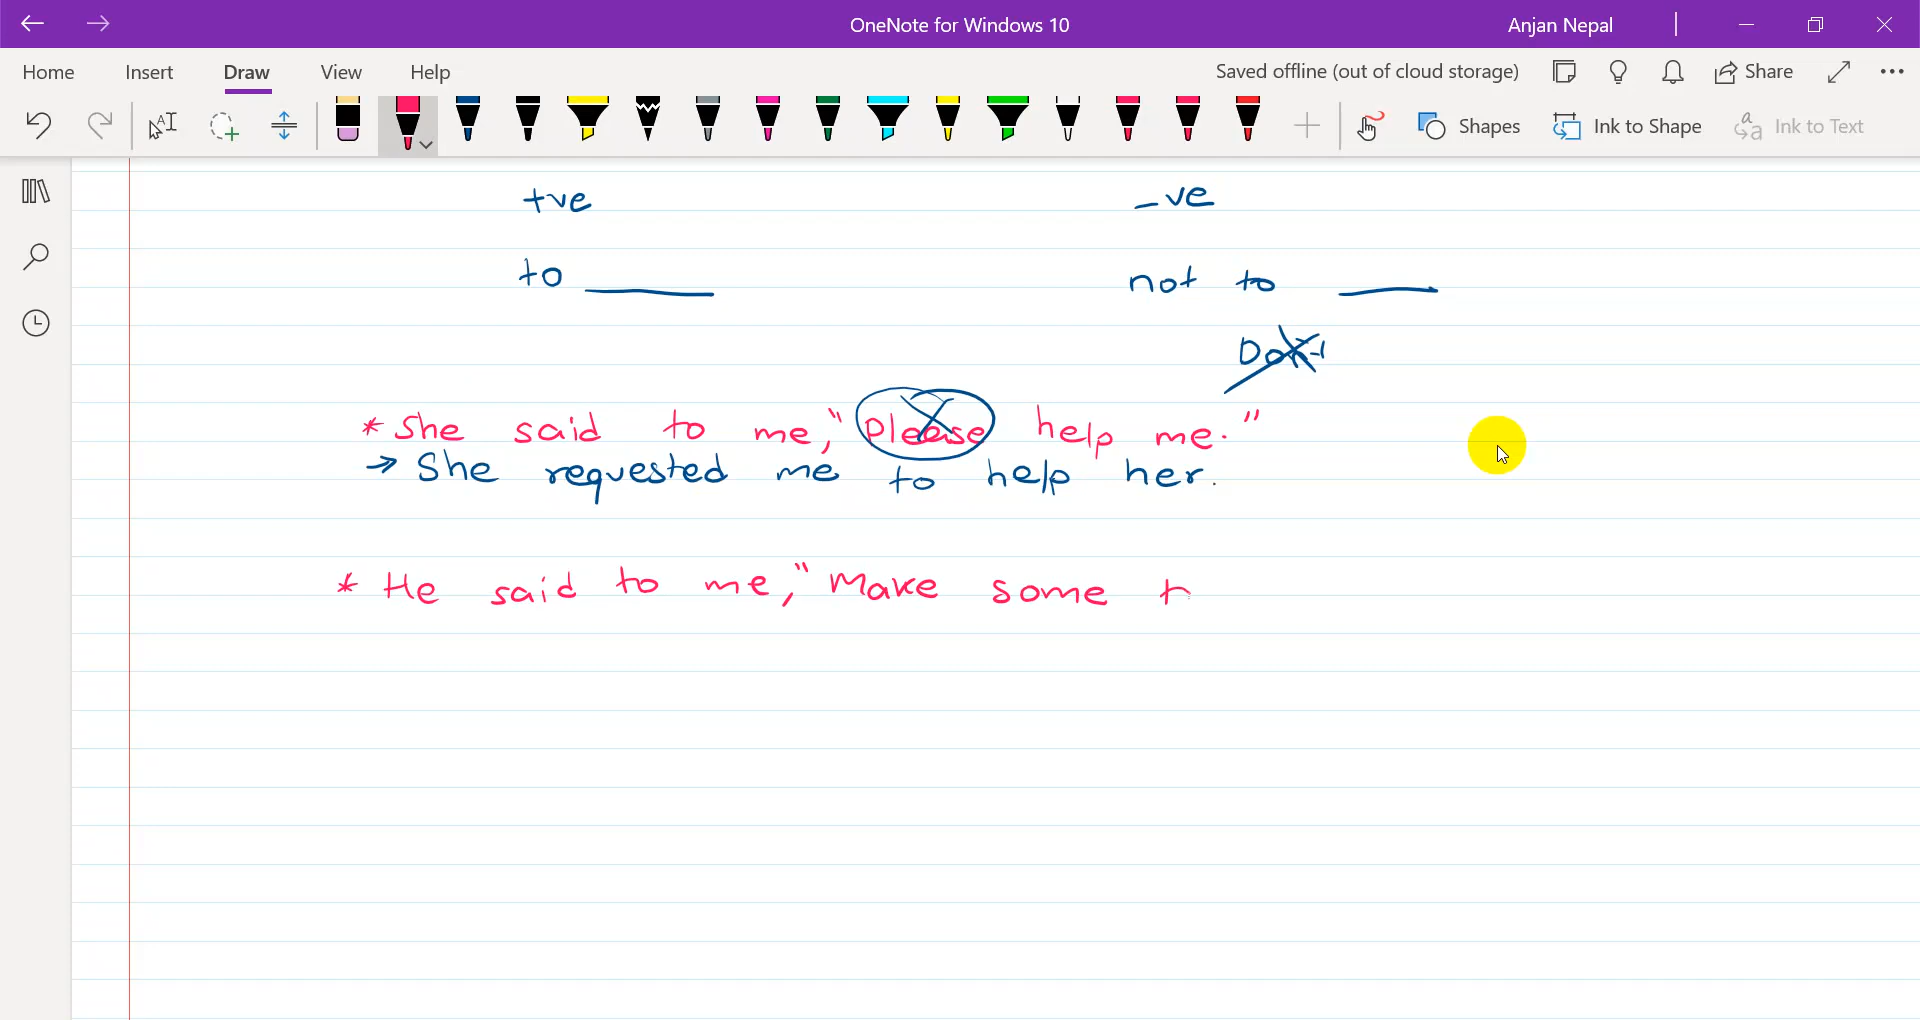 OneNote for Windows 10
Anjan Nepal
Home Insert Draw View Help
Saved offline (out of cloud storage)
Share
Shapes
Ink to Shape
Ink to Text
+ve -ve
to ____ not to ____
* She said to me, "Please help me."
→ She requested me to help her.
* He said to me, "Make some